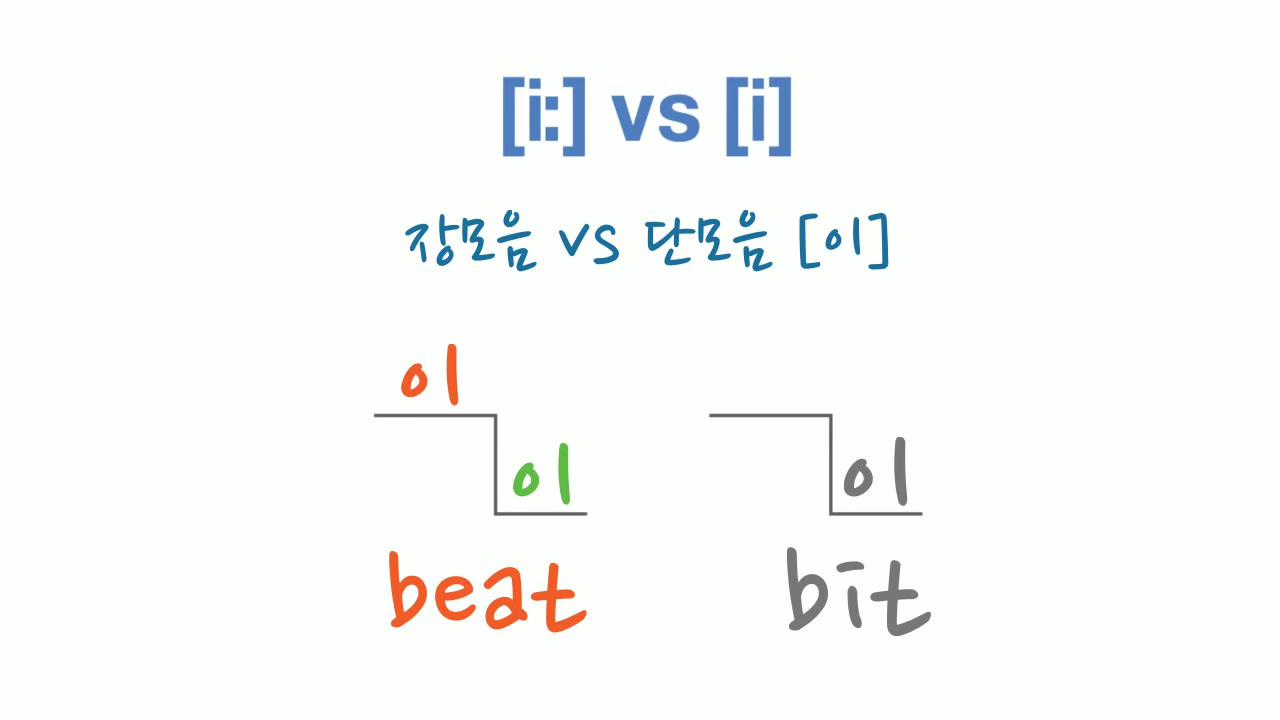 [i:] vs [i]
장모음 vs 단모음 [이]
이
이 이
beat bit